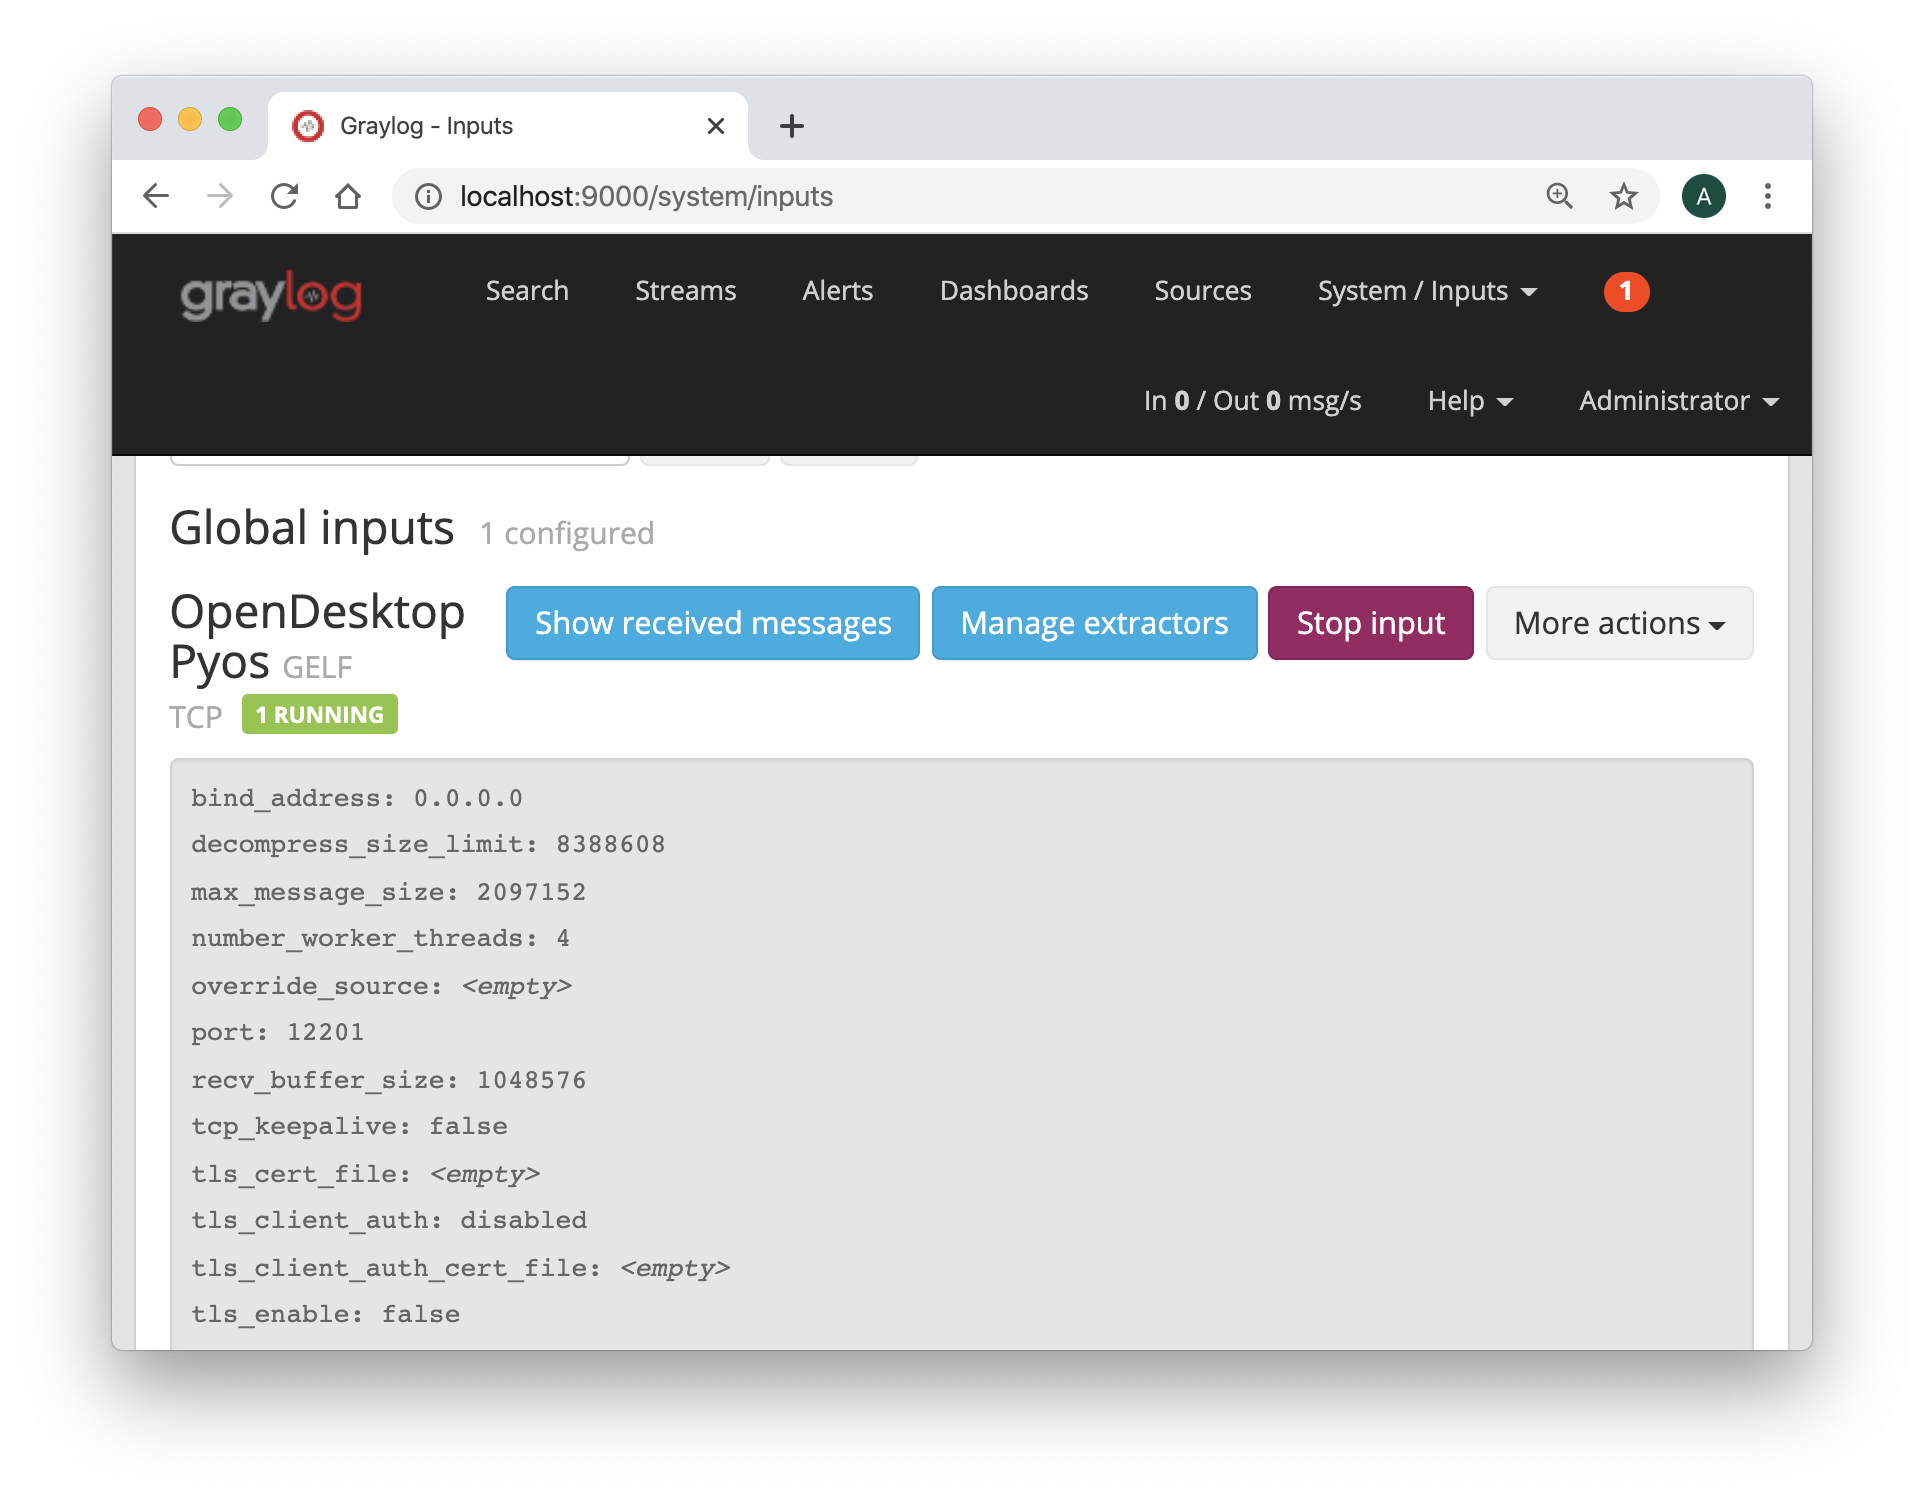 Graylog - Inputs
localhost:9000/system/inputs
A
graylog
Search Streams Alerts Dashboards Sources System / Inputs 1
In 0 / Out 0 msg/s Help Administrator
Global inputs 1 configured
OpenDesktop
Pyos GELF
TCP 1 RUNNING
Show received messages Manage extractors Stop input More actions
bind_address: 0.0.0.0
decompress_size_limit: 8388608
max_message_size: 2097152
number_worker_threads: 4
override_source: <empty>
port: 12201
recv_buffer_size: 1048576
tcp_keepalive: false
tls_cert_file: <empty>
tls_client_auth: disabled
tls_client_auth_cert_file: <empty>
tls_enable: false